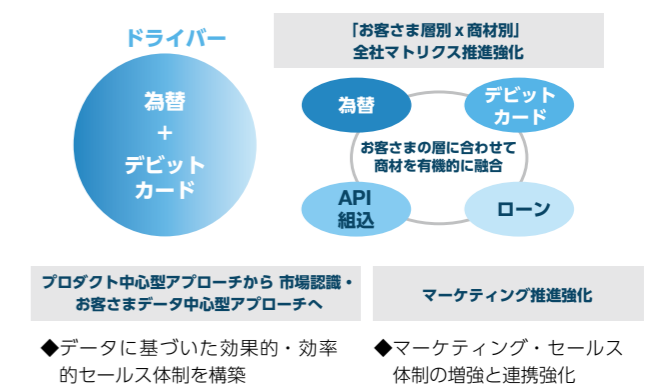 ドライバー
為替
+
デビット
カード
「お客さま層別 x 商材別」
全社マトリクス推進強化
為替
デビット
カード
お客さまの層に合わせて
商材を有機的に融合
API
組込
ローン
プロダクト中心型アプローチから 市場認識・
お客さまデータ中心型アプローチへ
◆データに基づいた効果的・効率
的セールス体制を構築
マーケティング推進強化
◆マーケティング・セールス
体制の増強と連携強化